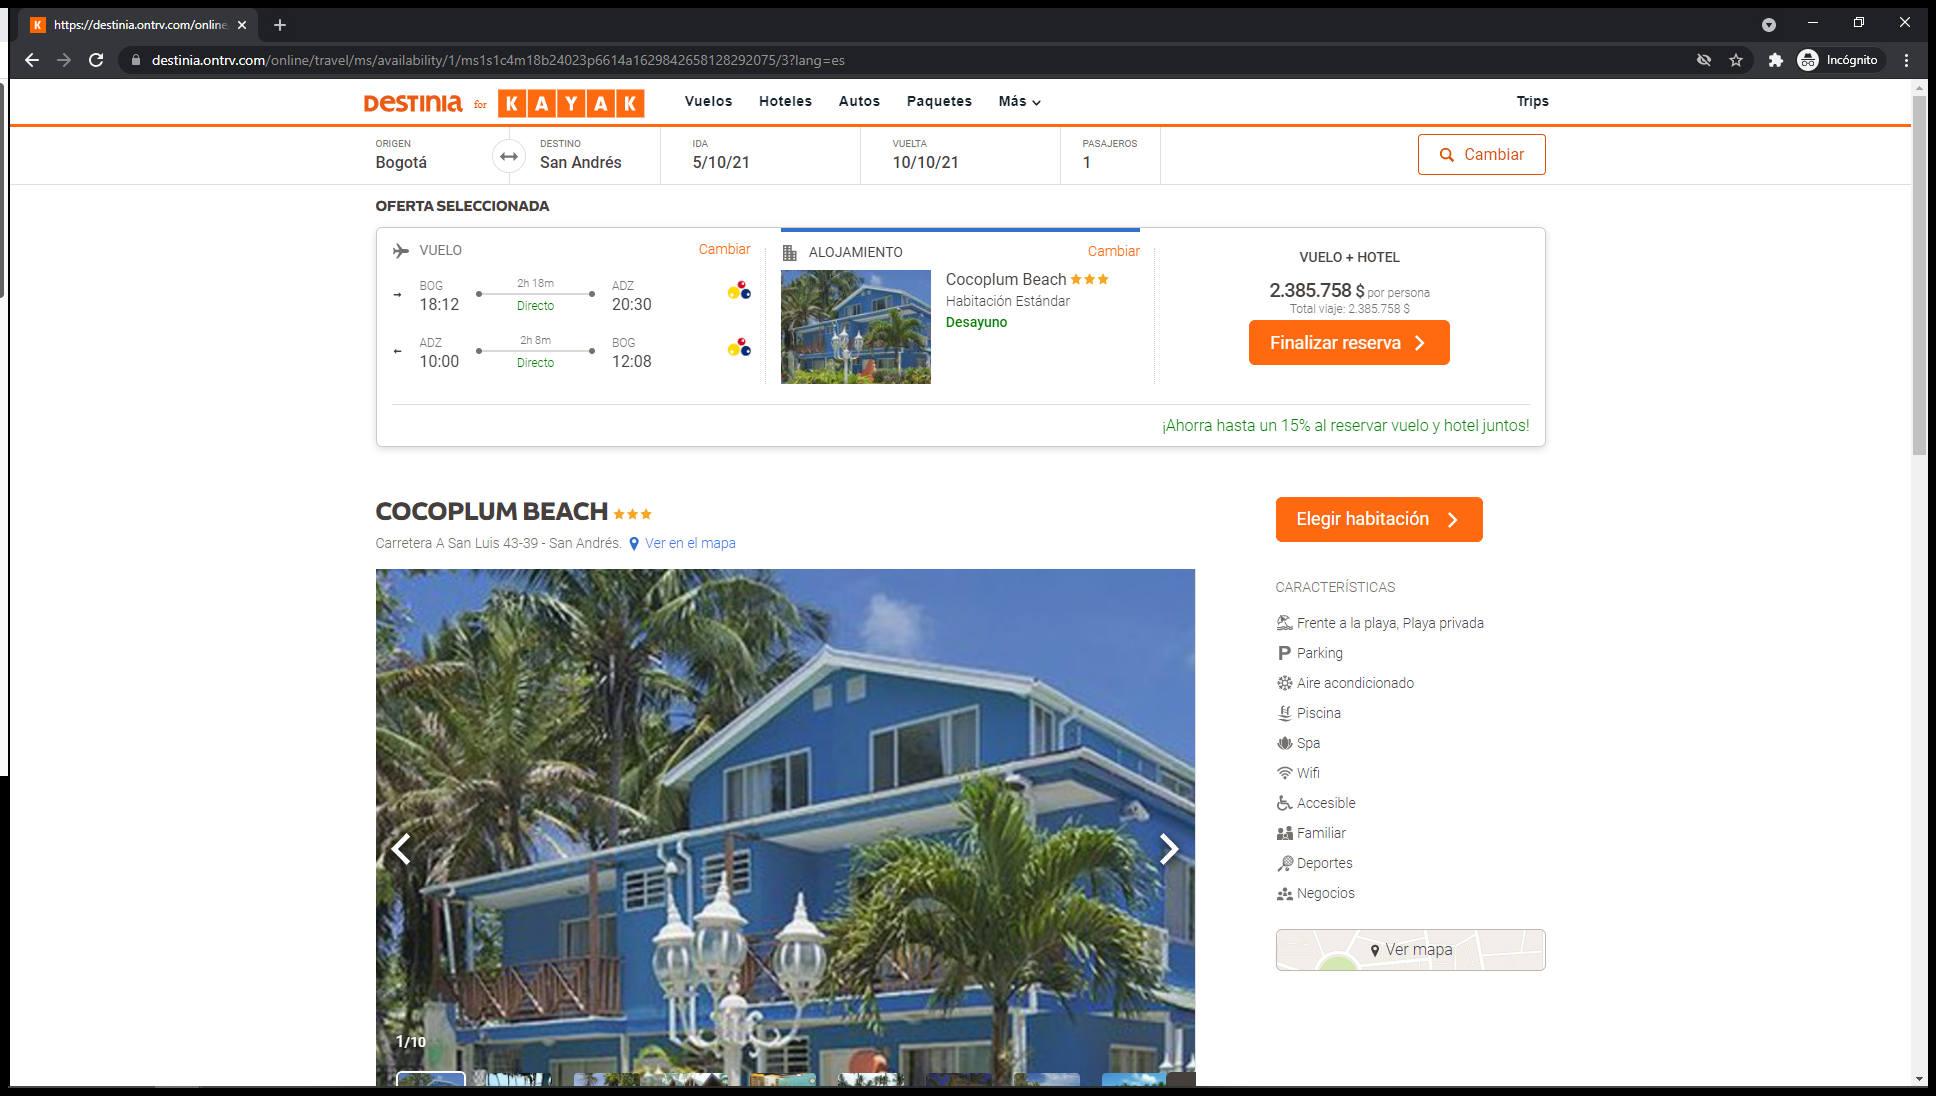 https://destinia.ontrv.com/online
destinia.ontrv.com/online/travel/ms/availability/1/ms1s1c4m18b24023p6614a1629842658128292075/3?lang=es
Incógnito
DESTINIA for KAYAK
Vuelos Hoteles Autos Paquetes Más
Trips
ORIGEN
Bogotá
DESTINO
San Andrés
IDA
5/10/21
VUELTA
10/10/21
PASAJEROS
1
Cambiar
OFERTA SELECCIONADA
VUELO
Cambiar
BOG 2h 18m ADZ
18:12 Directo 20:30
ADZ 2h 8m BOG
10:00 Directo 12:08
ALOJAMIENTO
Cambiar
Cocoplum Beach
Habitación Estándar
Desayuno
VUELO + HOTEL
2.385.758 $ por persona
Total viaje: 2.385.758 $
Finalizar reserva
¡Ahorra hasta un 15% al reservar vuelo y hotel juntos!
COCOPLUM BEACH
Carretera A San Luis 43-39 - San Andrés. Ver en el mapa
1/10
Elegir habitación
CARACTERÍSTICAS
Frente a la playa, Playa privada
P Parking
Aire acondicionado
Piscina
Spa
Wifi
Accesible
Familiar
Deportes
Negocios
Ver mapa